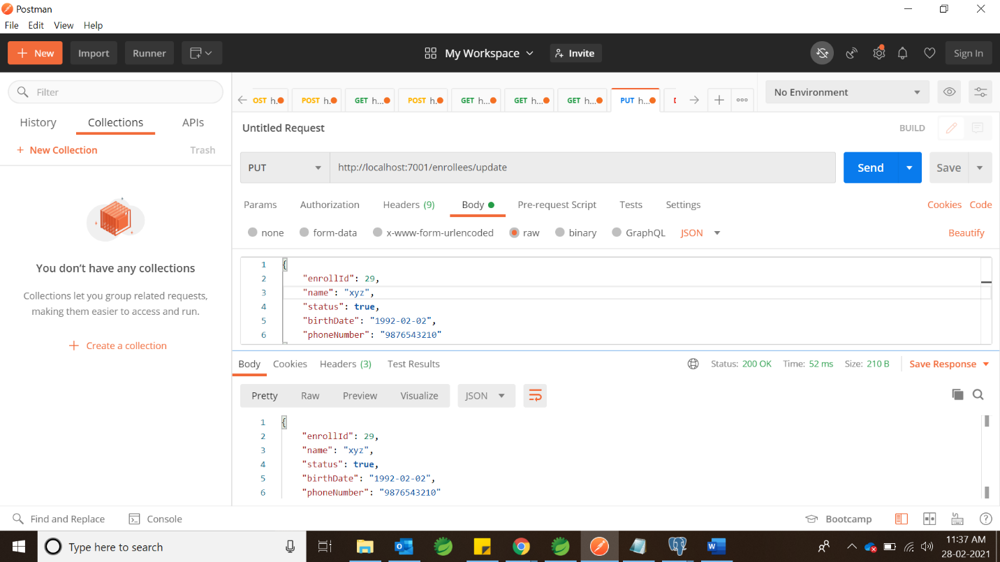 Postman
File Edit View Help
New Import Runner My Workspace Invite Sign In
Filter
OST h. POST h... GET h... POST h... GET h... GET h... GET h... PUT h... No Environment
History Collections APIs
Untitled Request BUILD
+ New Collection Trash
PUT http://localhost:7001/enrollees/update Send Save
Params Authorization Headers (9) Body Pre-request Script Tests Settings Cookies Code
none form-data x-www-form-urlencoded raw binary GraphQL JSON Beautify
1 {
2 "enrollId": 29,
3 "name": "xyz",
4 "status": true,
5 "birthDate": "1992-02-02",
6 "phoneNumber": "9876543210"
You don't have any collections
Collections let you group related requests,
making them easier to access and run.
+ Create a collection
Body Cookies Headers (3) Test Results Status: 200 OK Time: 52 ms Size: 210 B Save Response
Pretty Raw Preview Visualize JSON
1 {
2 "enrollId": 29,
3 "name": "xyz",
4 "status": true,
5 "birthDate": "1992-02-02",
6 "phoneNumber": "9876543210"
Find and Replace Console Bootcamp
Type here to search
11:37 AM
28-02-2021